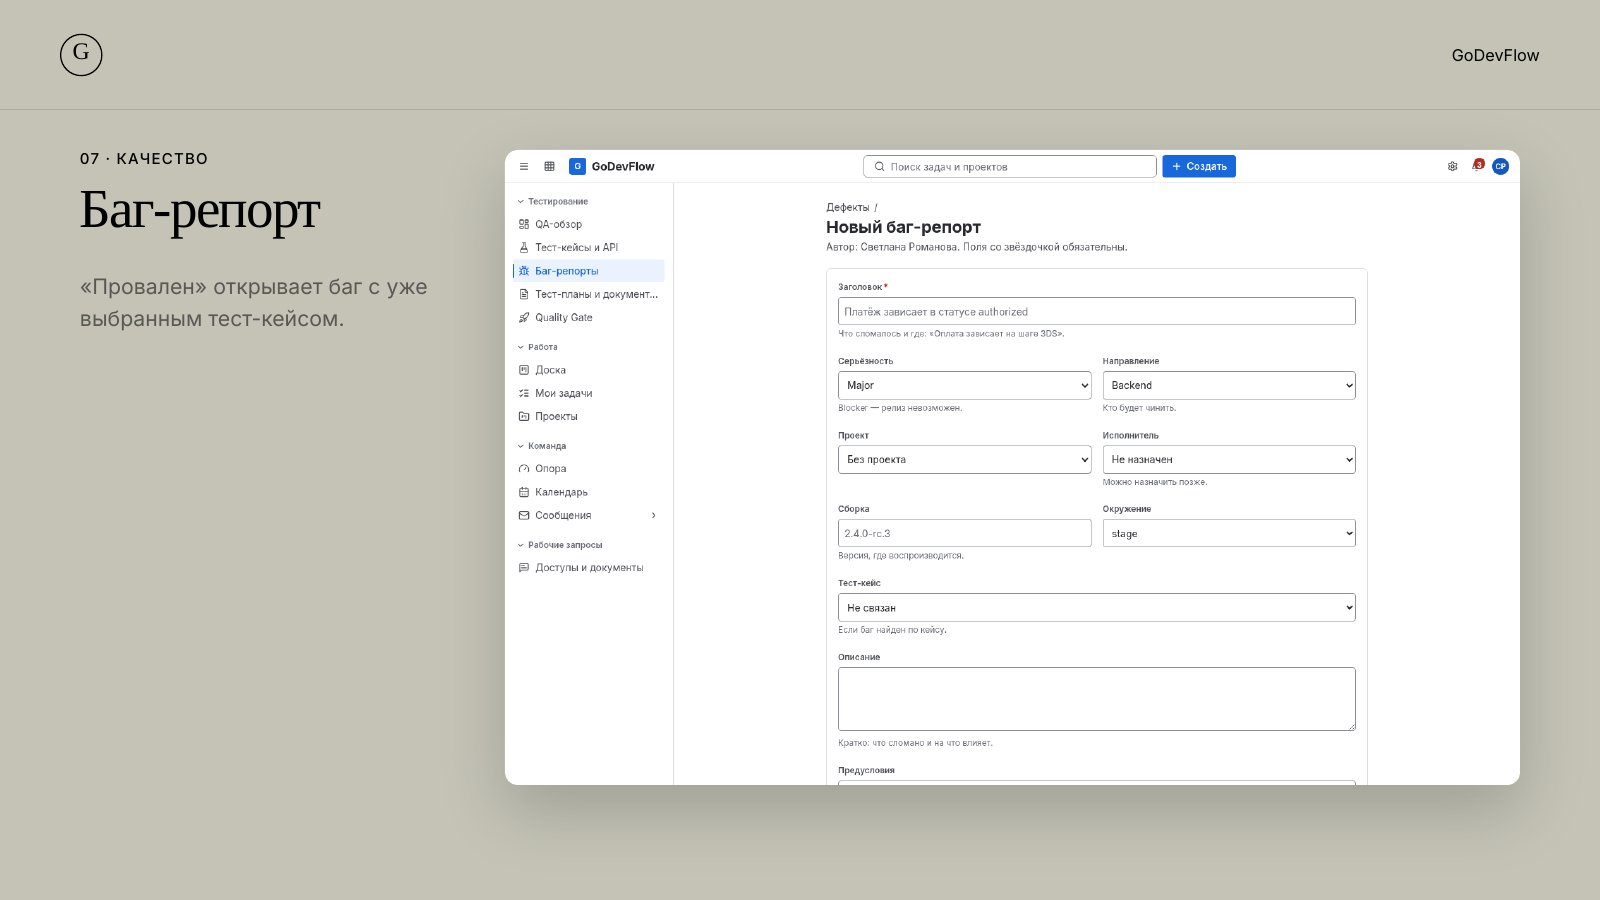 G
GoDevFlow
07 · КАЧЕСТВО
Баг-репорт
«Провален» открывает баг с уже
выбранным тест-кейсом.
G GoDevFlow
Поиск задач и проектов
+ Создать
3
СР
Тестирование
QA-обзор
Тест-кейсы и API
Баг-репорты
Тест-планы и документ...
Quality Gate
Работа
Доска
Мои задачи
Проекты
Команда
Опора
Календарь
Сообщения
Рабочие запросы
Доступы и документы
Дефекты /
Новый баг-репорт
Автор: Светлана Романова. Поля со звёздочкой обязательны.
Заголовок*
Платёж зависает в статусе authorized
Что сломалось и где: «Оплата зависает на шаге 3DS».
Серьёзность
Major
Blocker — релиз невозможен.
Направление
Backend
Кто будет чинить.
Проект
Без проекта
Исполнитель
Не назначен
Можно назначить позже.
Сборка
2.4.0-rc.3
Версия, где воспроизводится.
Окружение
stage
Тест-кейс
Не связан
Если баг найден по кейсу.
Описание
Кратко: что сломано и на что влияет.
Предусловия